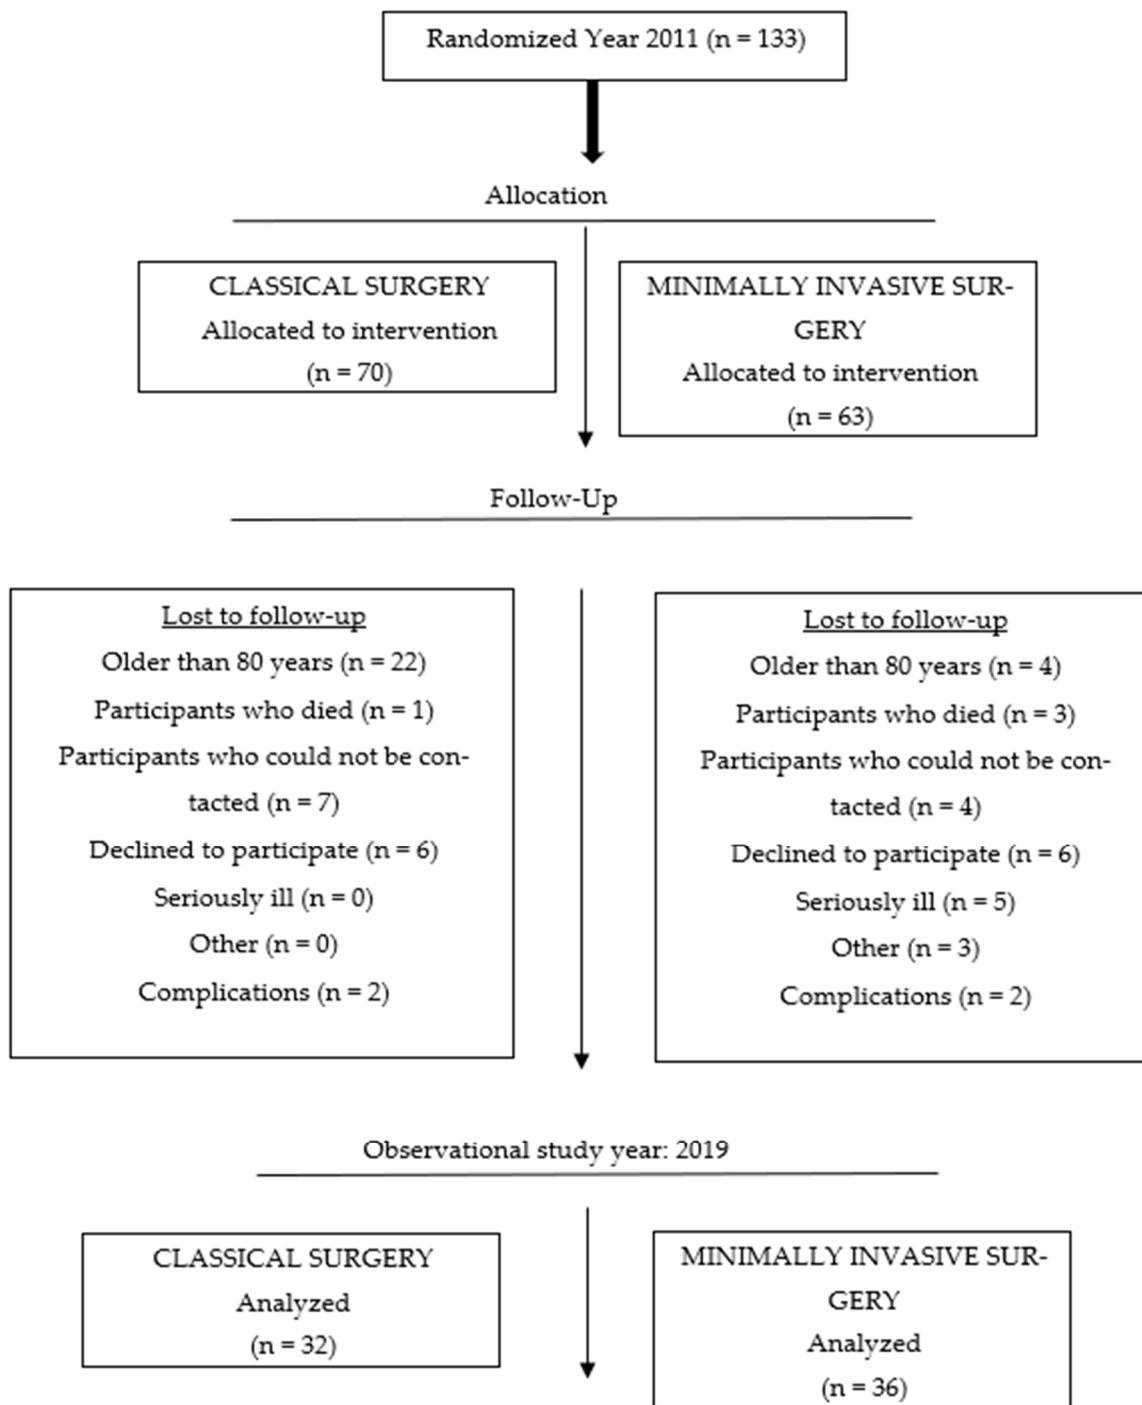 Randomized Year 2011 (n = 133)
Allocation
CLASSICAL SURGERY
Allocated to intervention
(n = 70)
MINIMALLY INVASIVE SUR-
GERY
Allocated to intervention
(n = 63)
Follow-Up
Lost to follow-up
Older than 80 years (n = 22)
Participants who died (n = 1)
Participants who could not be con-
tacted (n = 7)
Declined to participate (n = 6)
Seriously ill (n = 0)
Other (n = 0)
Complications (n = 2)
Lost to follow-up
Older than 80 years (n = 4)
Participants who died (n = 3)
Participants who could not be con-
tacted (n = 4)
Declined to participate (n = 6)
Seriously ill (n = 5)
Other (n = 3)
Complications (n = 2)
Observational study year: 2019
CLASSICAL SURGERY
Analyzed
(n = 32)
MINIMALLY INVASIVE SUR-
GERY
Analyzed
(n = 36)